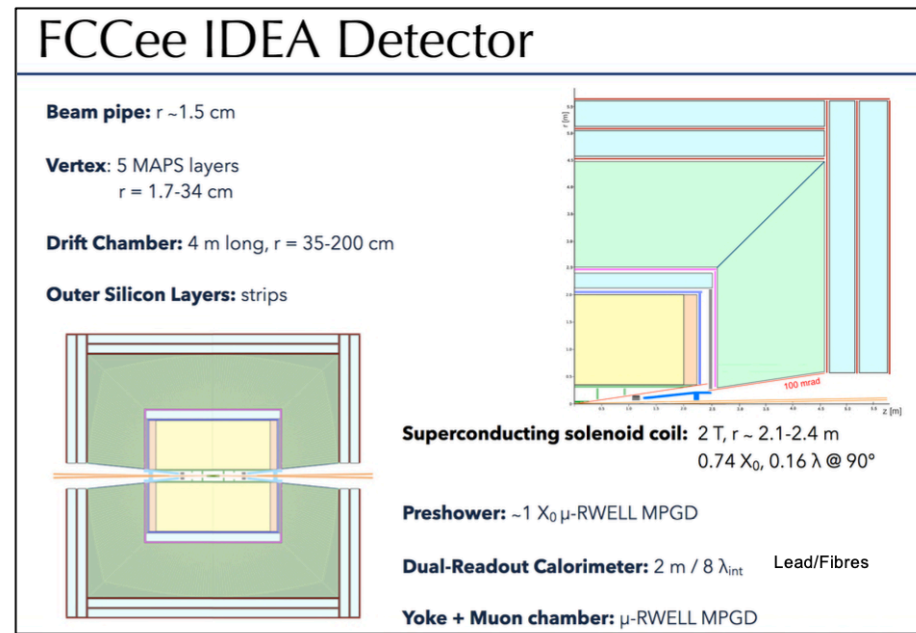 FCCee IDEA Detector
Beam pipe: r ~1.5 cm
Vertex: 5 MAPS layers
r = 1.7-34 cm
Drift Chamber: 4 m long, r = 35-200 cm
Outer Silicon Layers: strips
r [m]
100 mrad
z [m]
Superconducting solenoid coil: 2 T, r ~ 2.1-2.4 m
0.74 X₀, 0.16 λ @ 90°
Preshower: ~1 X₀ μ-RWELL MPGD
Dual-Readout Calorimeter: 2 m / 8 λint Lead/Fibres
Yoke + Muon chamber: μ-RWELL MPGD